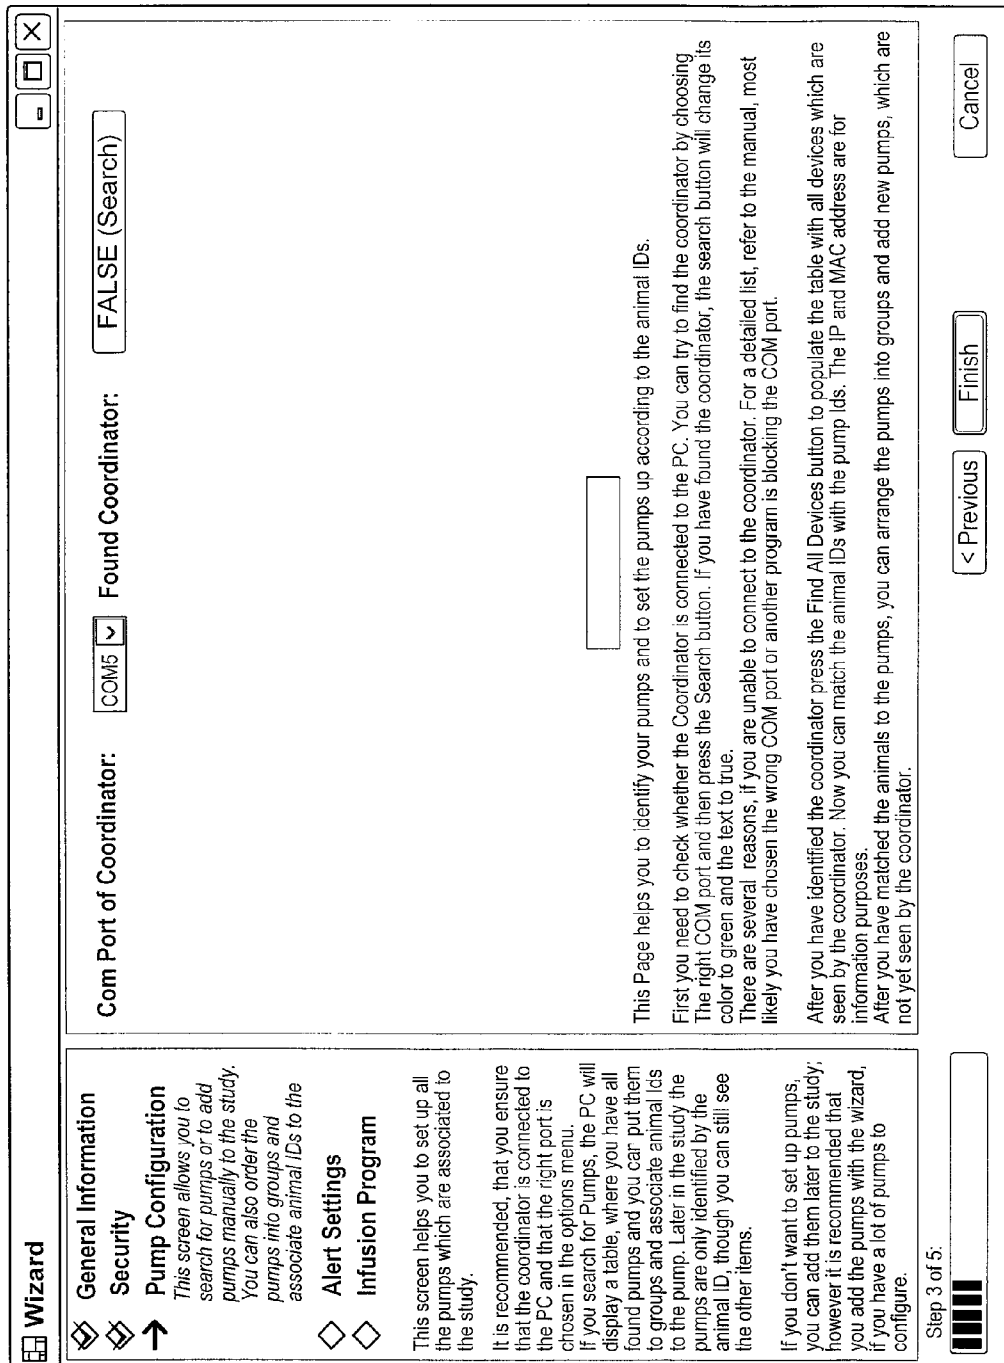 Wizard
General Information
Security
Pump Configuration
This screen allows you to
search for pumps or to add
pumps manually to the study.
You can also order the
pumps into groups and
associate animal IDs to the
Alert Settings
Infusion Program
This screen helps you to set up all
the pumps which are associated to
the study.
It is recommended, that you ensure
that the coordinator is connected to
the PC and that the right port is
chosen in the options menu.
If you search for Pumps, the PC will
display a table, where you have all
found pumps and you can put them
to groups and associate animal Ids
to the pump. Later in the study the
pumps are only identified by the
animal ID, though you can still see
the other items.
If you don't want to set up pumps,
you can add them later to the study;
however it is recommended that
you add the pumps with the wizard,
if you have a lot of pumps to
configure.
Step 3 of 5:
Com Port of Coordinator: COM5 Found Coordinator: FALSE (Search)
This Page helps you to identify your pumps and to set the pumps up according to the animal IDs.
First you need to check whether the Coordinator is connected to the PC. You can try to find the coordinator by choosing
The right COM port and then press the Search button. If you have found the coordinator, the search button will change its
color to green and the text to true.
There are several reasons, if you are unable to connect to the coordinator. For a detailed list, refer to the manual, most
likely you have chosen the wrong COM port or another program is blocking the COM port.
After you have identified the coordinator press the Find All Devices button to populate the table with all devices which are
seen by the coordinator. Now you can match the animal IDs with the pump Ids. The IP and MAC address are for
information purposes.
After you have matched the animals to the pumps, you can arrange the pumps into groups and add new pumps, which are
not yet seen by the coordinator.
< Previous Finish Cancel